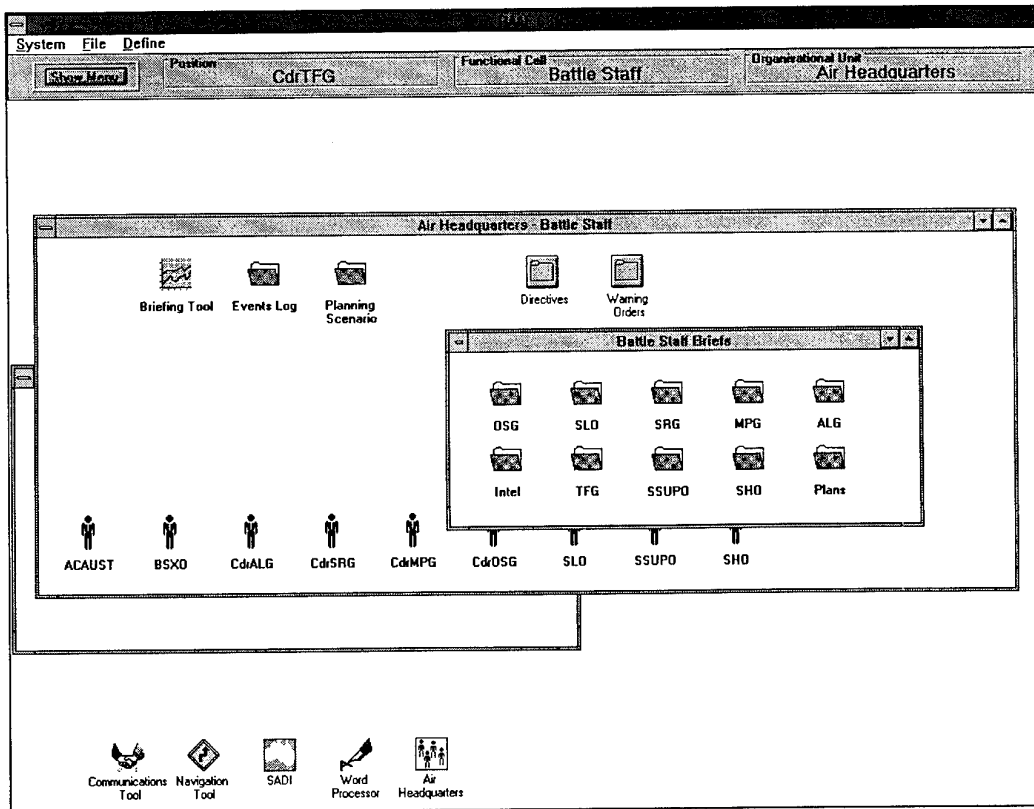 System File Define
Show Menu
Position
CdrTFG
Functional Cell
Battle Staff
Organisational Unit
Air Headquarters
Air Headquarters - Battle Staff
Briefing Tool
Events Log
Planning
Scenario
Directives
Warning
Orders
Battle Staff Briefs
OSG SLO SRG MPG ALG
Intel TFG SSUPO SHO Plans
ACAUST BSXO CdrALG CdrSRG CdrMPG CdrOSG SLO SSUPO SHO
Communications
Tool
Navigation
Tool
SADI
Word
Processor
Air
Headquarters